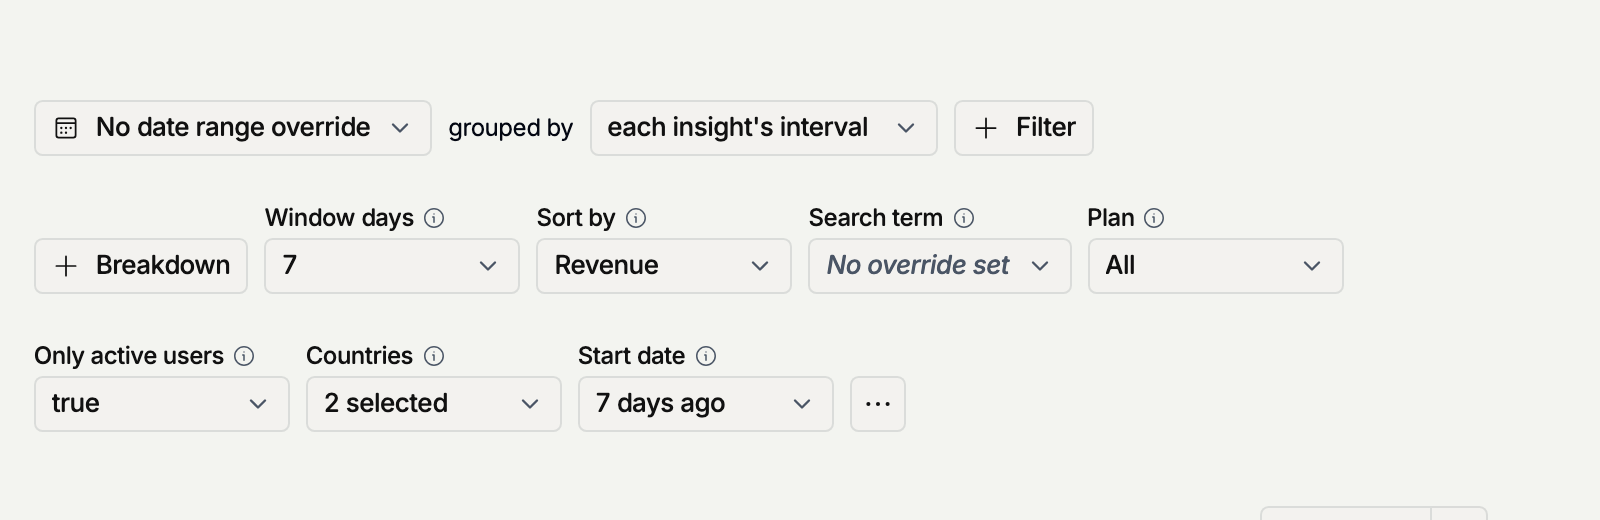 No date range override grouped by each insight's interval Filter
Window days Sort by Search term Plan
Breakdown 7 Revenue No override set All
Only active users Countries Start date
true 2 selected 7 days ago ...